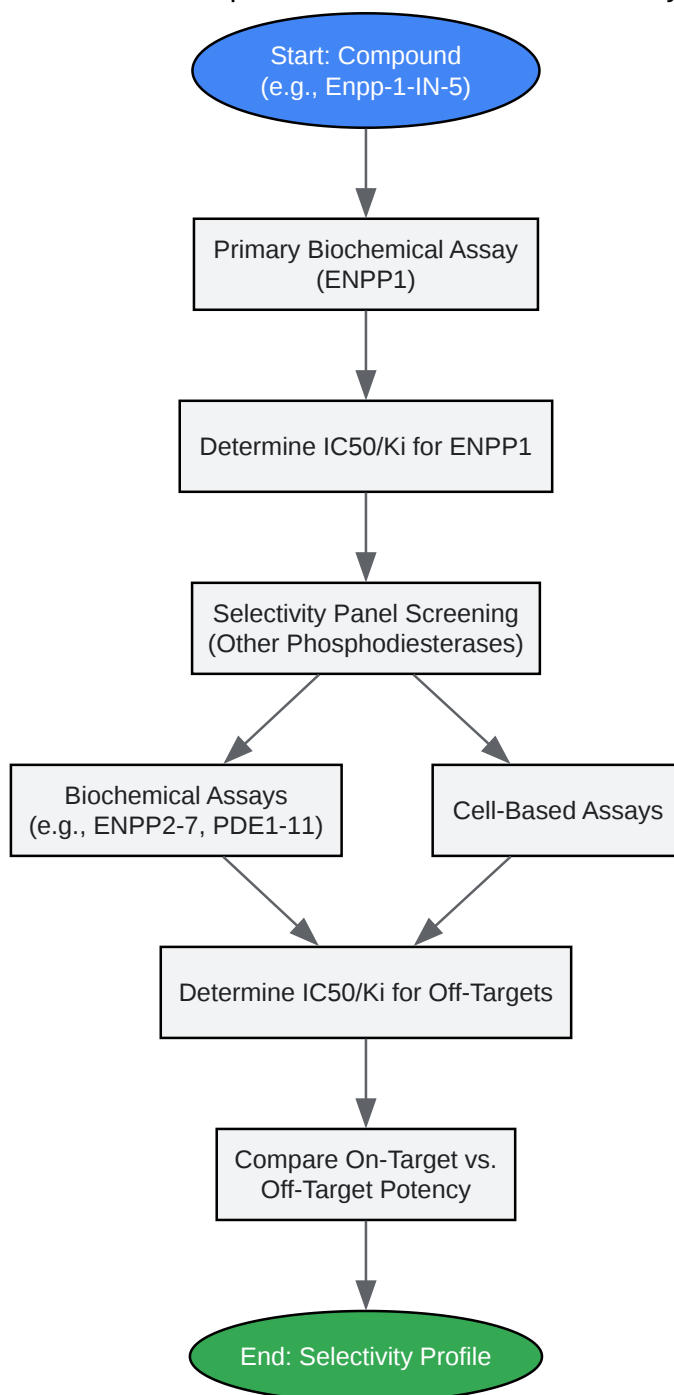 Start: Compound
(e.g., Enpp-1-IN-5)
Primary Biochemical Assay
(ENPP1)
Determine IC50/Ki for ENPP1
Selectivity Panel Screening
(Other Phosphodiesterases)
Biochemical Assays
(e.g., ENPP2-7, PDE1-11)
Cell-Based Assays
Determine IC50/Ki for Off-Targets
Compare On-Target vs.
Off-Target Potency
End: Selectivity Profile